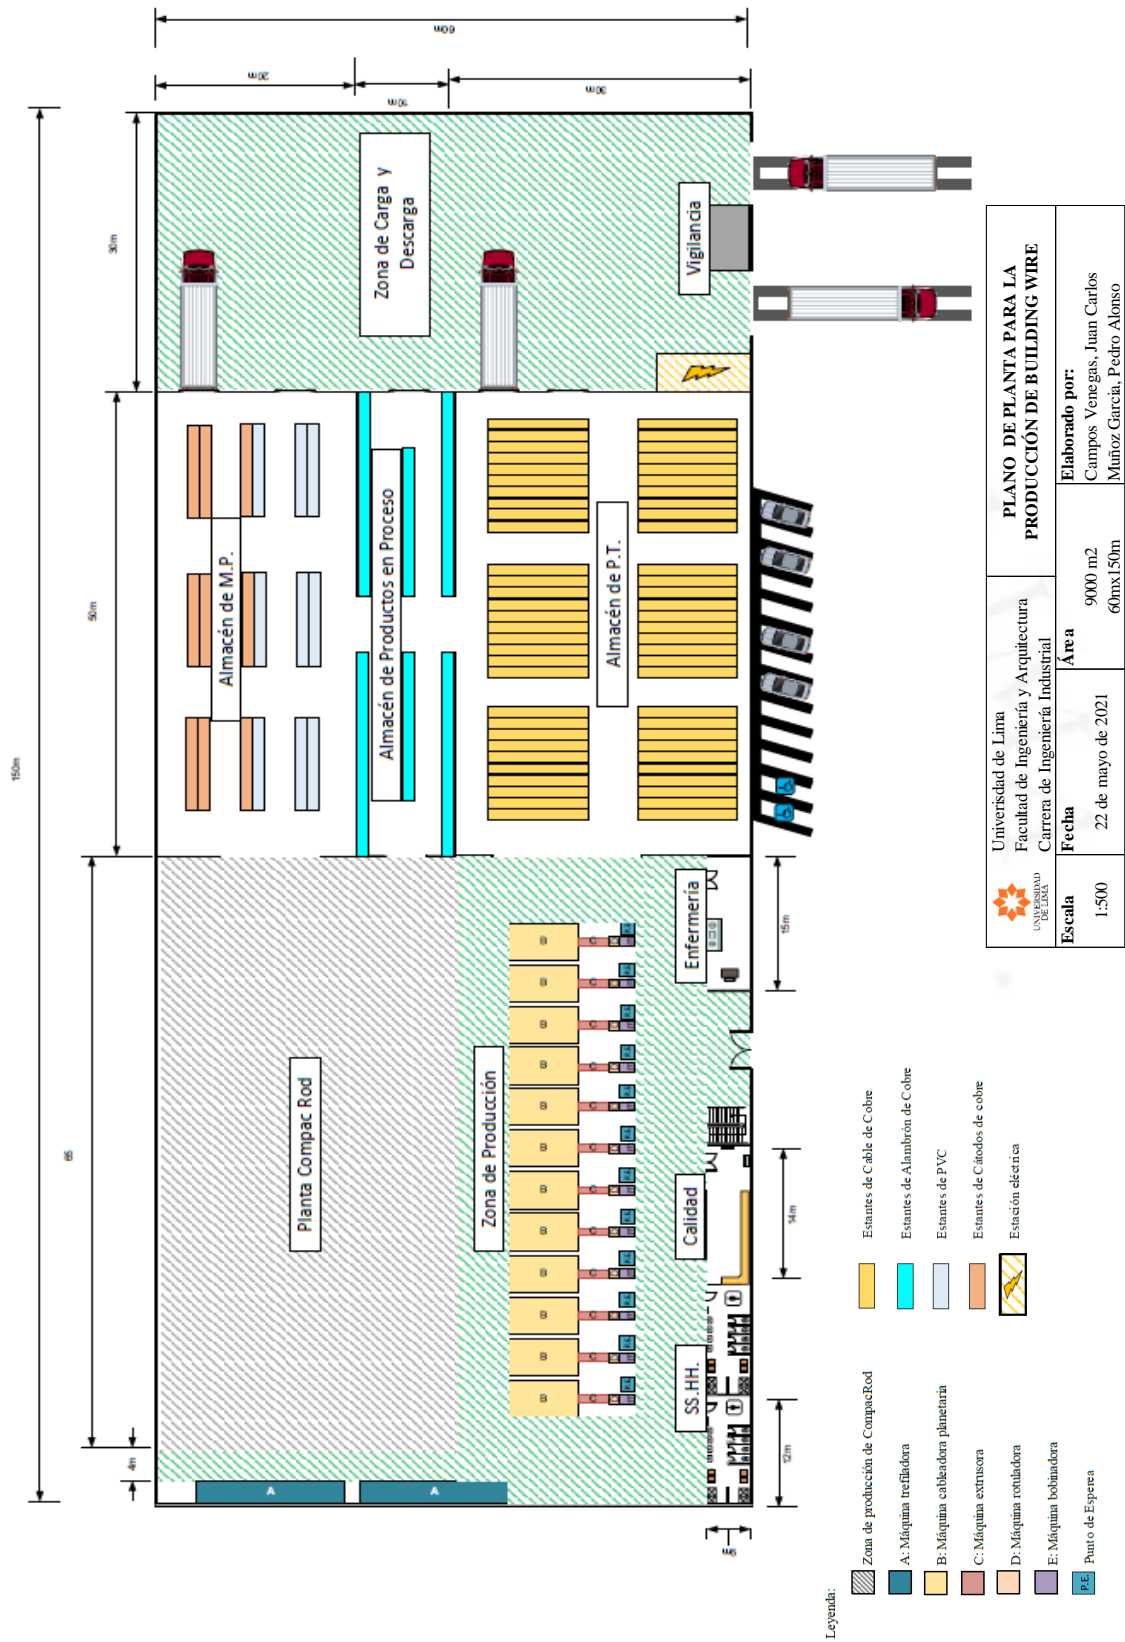 150m
30m
50m
65
4m
60m
20m
10m
30m
Zona de Carga y
Descarga
Vigilancia
Almacén de M.P.
Almacén de Productos en Proceso
Almacén de P.T.
Planta Compac Rod
Zona de Producción
Enfermería
Calidad
SS.HH.
A
A
B
B
B
B
B
B
B
B
B
B
B
B
C
C
C
C
C
C
C
C
C
C
C
C
P.E.
P.E.
P.E.
P.E.
P.E.
P.E.
P.E.
P.E.
P.E.
P.E.
P.E.
P.E.
15m
14m
12m
Leyenda:
Zona de producción de CompacRod
A: Máquina trefiladora
B: Máquina cableadora planetaria
C: Máquina extrusora
D: Máquina rotuladora
E: Máquina bobinadora
P.E.
Punto de Esperea
Estantes de Cable de Cobre
Estantes de Alambrón de Cobre
Estantes de PVC
Estantes de Cátodos de cobre
Estación eléctrica
UNIVERSIDAD
DE LIMA
Univerisdad de Lima
Facultad de Ingeniería y Arquitectura
Carrera de Ingeniería Industrial
PLANO DE PLANTA PARA LA
PRODUCCIÓN DE BUILDING WIRE
Escala
1:500
Fecha
22 de mayo de 2021
Área
9000 m2
60mx150m
Elaborado por:
Campos Venegas, Juan Carlos
Muñoz García, Pedro Alonso